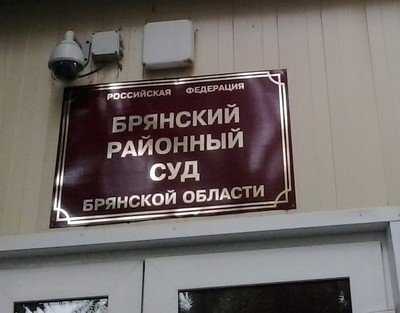 РОССИЙСКАЯ ФЕДЕРАЦИЯ
БРЯНСКИЙ
РАЙОННЫЙ
СУД
БРЯНСКОЙ ОБЛАСТИ